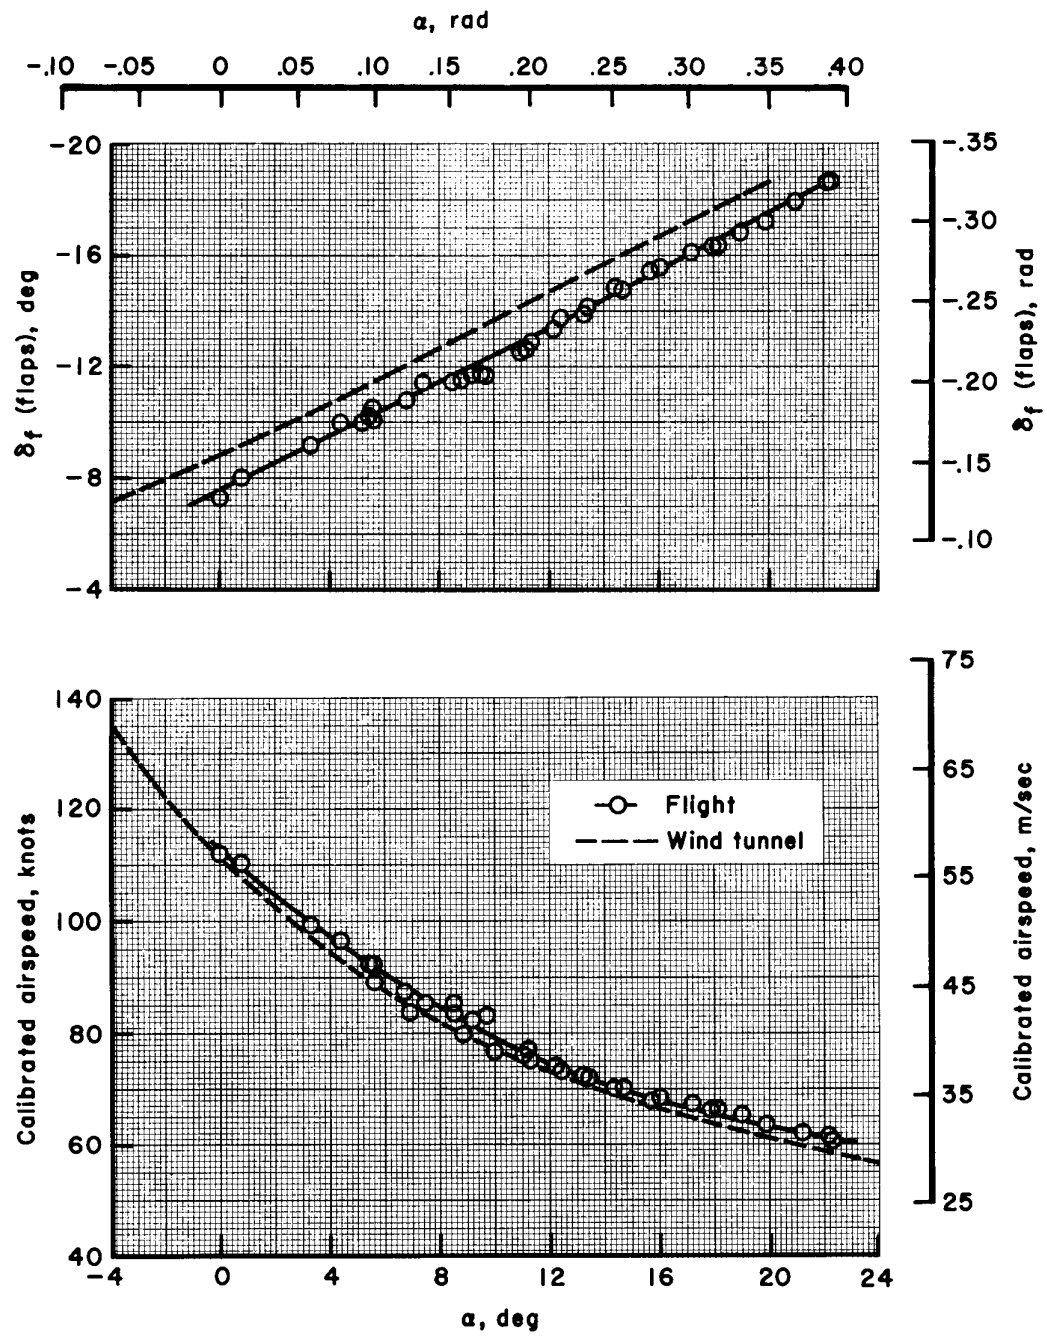 α, rad
-.10 -.05 0 .05 .10 .15 .20 .25 .30 .35 .40
δf (flaps), deg
-20
-16
-12
-8
-4
-.35
-.30
-.25
-.20
-.15
-.10
δf (flaps), rad
Calibrated airspeed, knots
140
120
100
80
60
40
Flight
Wind tunnel
75
65
55
45
35
25
Calibrated airspeed, m/sec
-4 0 4 8 12 16 20 24
α, deg